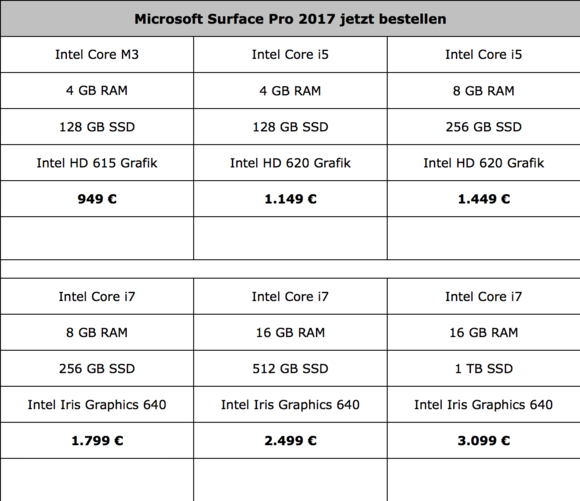 Microsoft Surface Pro 2017 jetzt bestellen
Intel Core M3 Intel Core i5 Intel Core i5
4 GB RAM 4 GB RAM 8 GB RAM
128 GB SSD 128 GB SSD 256 GB SSD
Intel HD 615 Grafik Intel HD 620 Grafik Intel HD 620 Grafik
949 € 1.149 € 1.449 €
Intel Core i7 Intel Core i7 Intel Core i7
8 GB RAM 16 GB RAM 16 GB RAM
256 GB SSD 512 GB SSD 1 TB SSD
Intel Iris Graphics 640 Intel Iris Graphics 640 Intel Iris Graphics 640
1.799 € 2.499 € 3.099 €